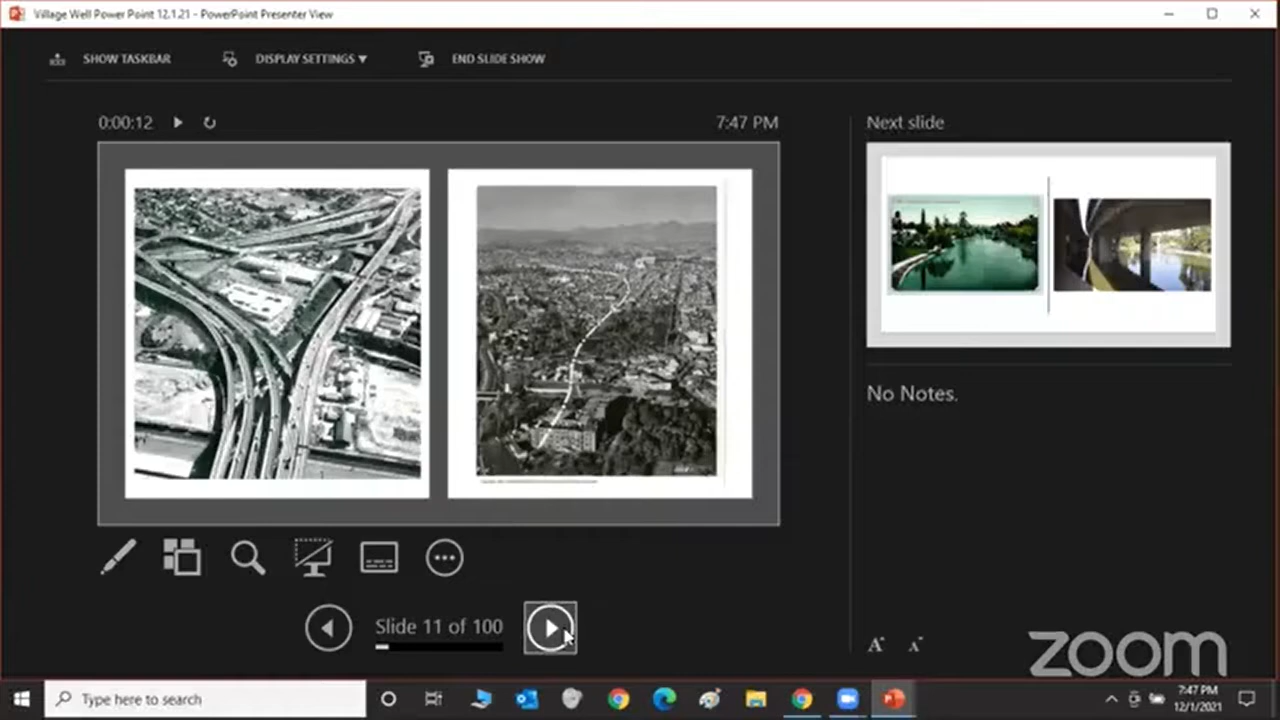 Village Well Power Point 12.1.21 - PowerPoint Presenter View
SHOW TASKBAR DISPLAY SETTINGS ▼ END SLIDE SHOW
0:00:12 7:47 PM
Next slide
No Notes.
Slide 11 of 100
A A
zoom
Type here to search
7:47 PM
12/1/2021